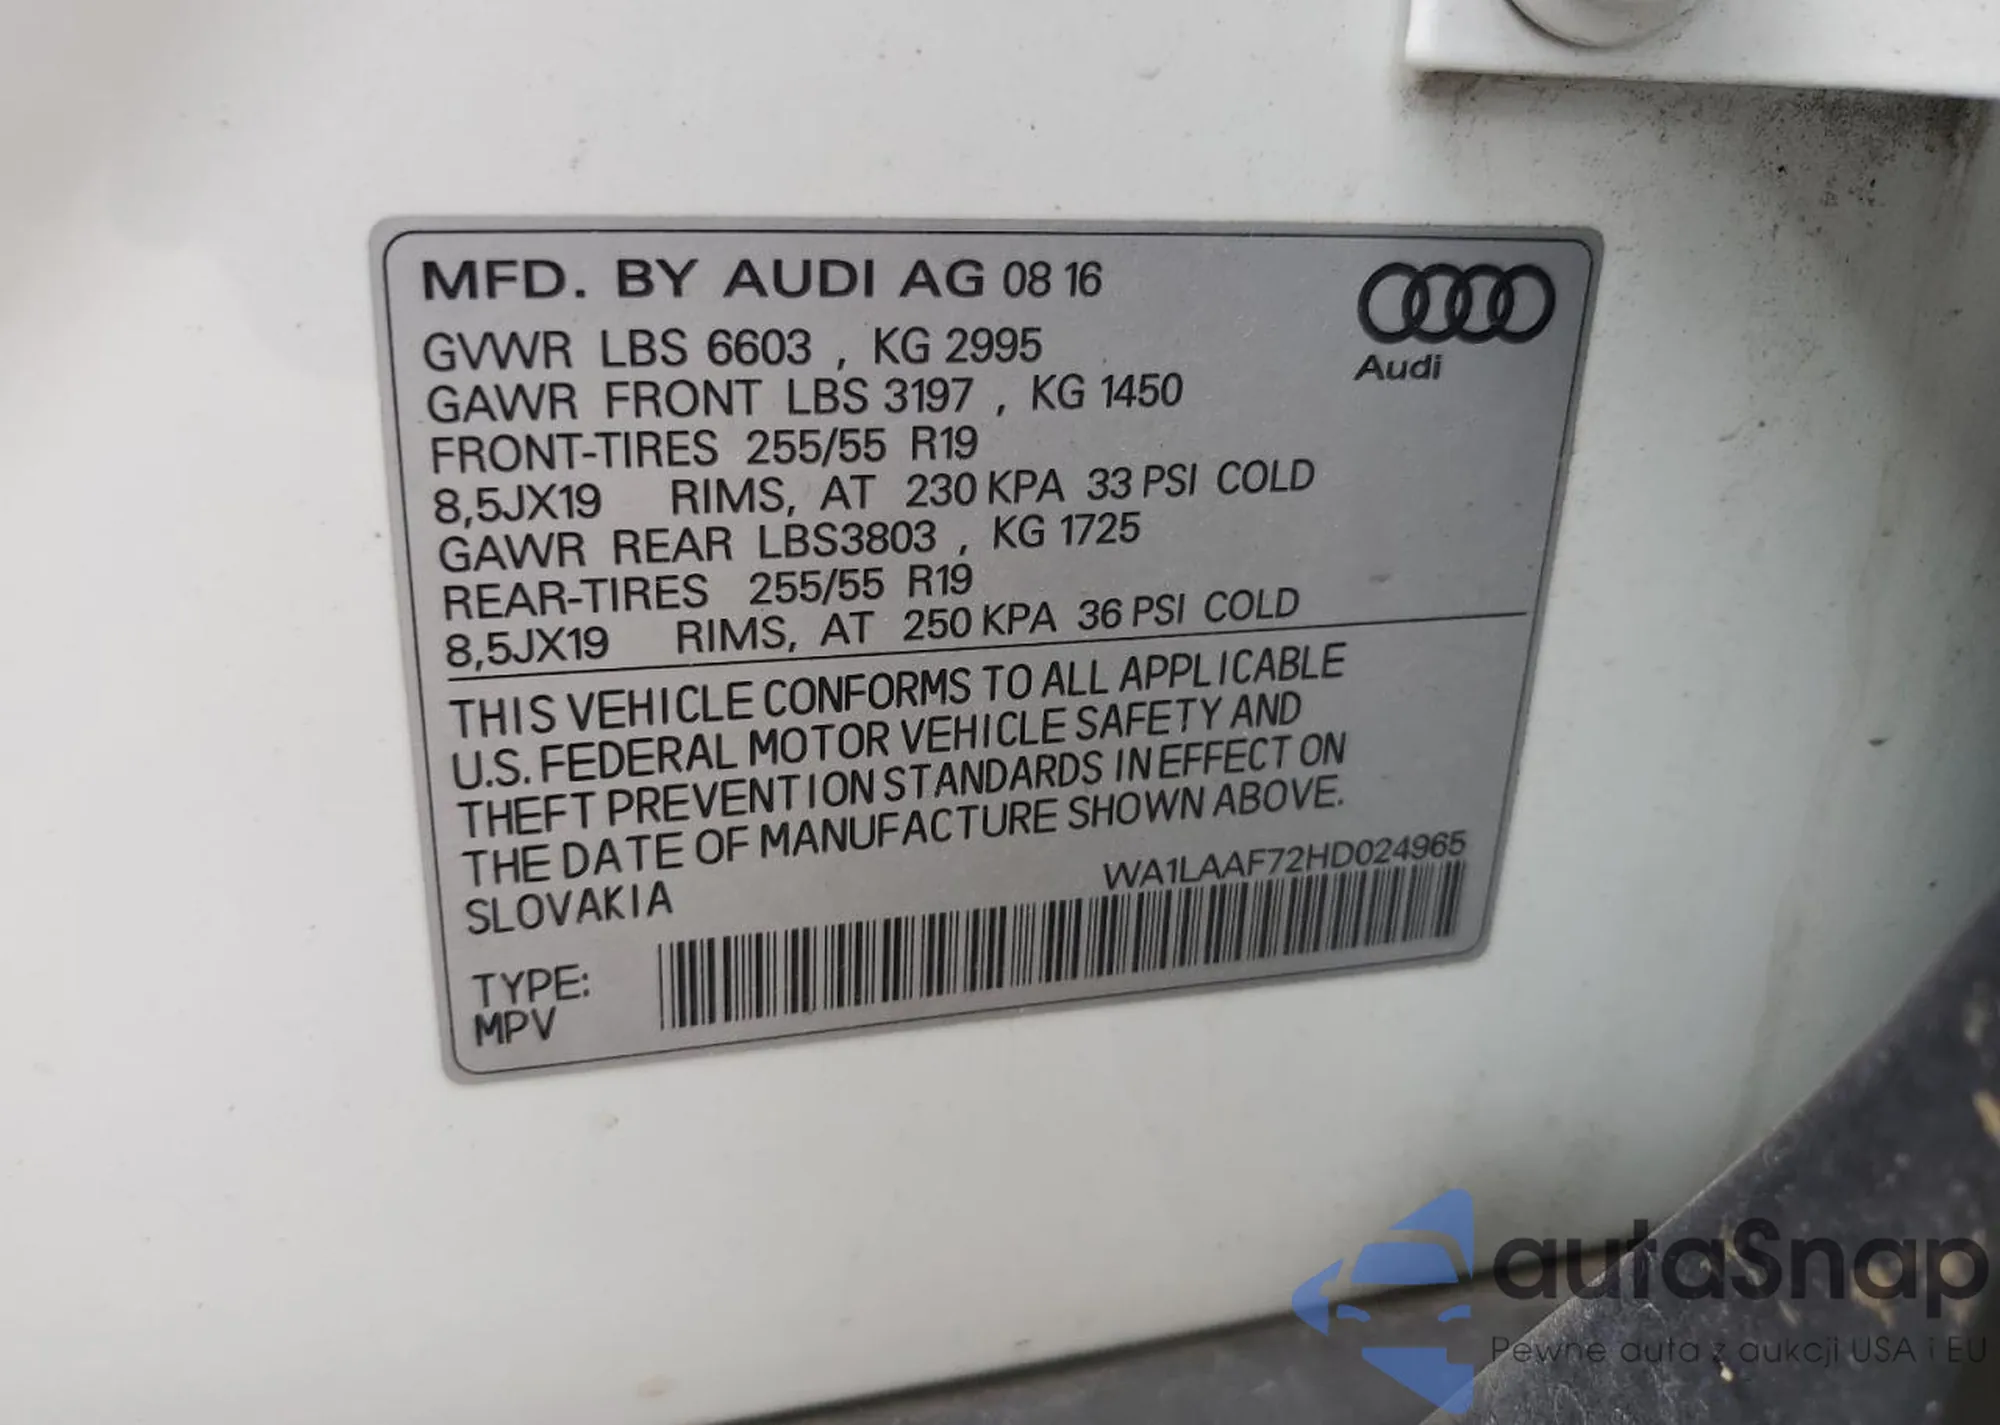 MFD. BY AUDI AG 08 16
GVWR LBS 6603 , KG 2995
GAWR FRONT LBS 3197 , KG 1450
FRONT-TIRES 255/55 R19
8,5JX19 RIMS, AT 230 KPA 33 PSI COLD
GAWR REAR LBS3803 , KG 1725
REAR-TIRES 255/55 R19
8,5JX19 RIMS, AT 250 KPA 36 PSI COLD
Audi
THIS VEHICLE CONFORMS TO ALL APPLICABLE
U.S. FEDERAL MOTOR VEHICLE SAFETY AND
THEFT PREVENTION STANDARDS IN EFFECT ON
THE DATE OF MANUFACTURE SHOWN ABOVE.
SLOVAKIA
WA1LAAF72HD024965
TYPE:
MPV
autaSnap
Pewne auta z aukcji USA i EU